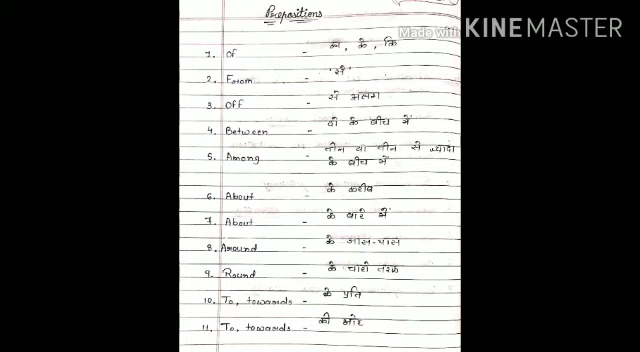 Prepositions
Made with KINEMASTER
1. Of - का, के, कि
2. From - 'से'
3. Off - से अलग
4. Between - दो के बीच में
5. Among - तीन या तीन से ज्यादा के बीच में
6. About - के करीब
7. About - के बारे में
8. Around - के आस-पास
9. Round - के चारो तरफ
10. To, towards - के प्रति
11. To, towards - की ओर